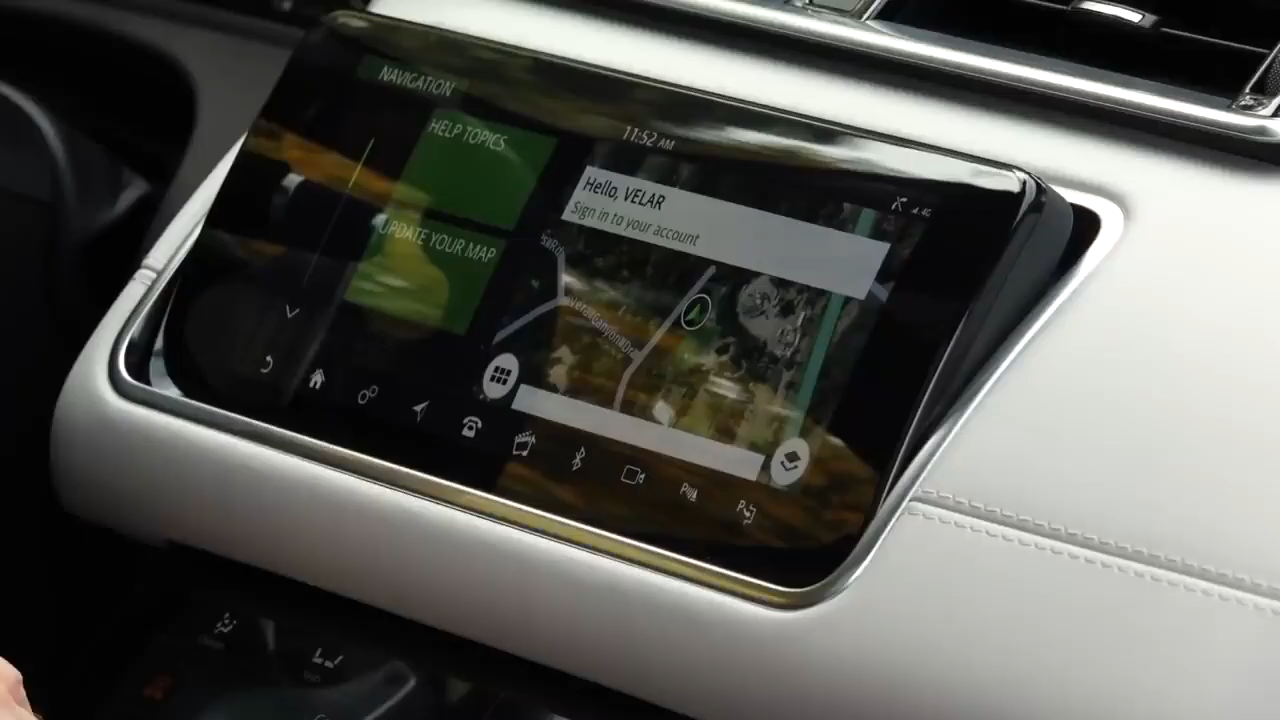 NAVIGATION
HELP TOPICS
11:52 AM
Hello, VELAR
Sign in to your account
UPDATE YOUR MAP